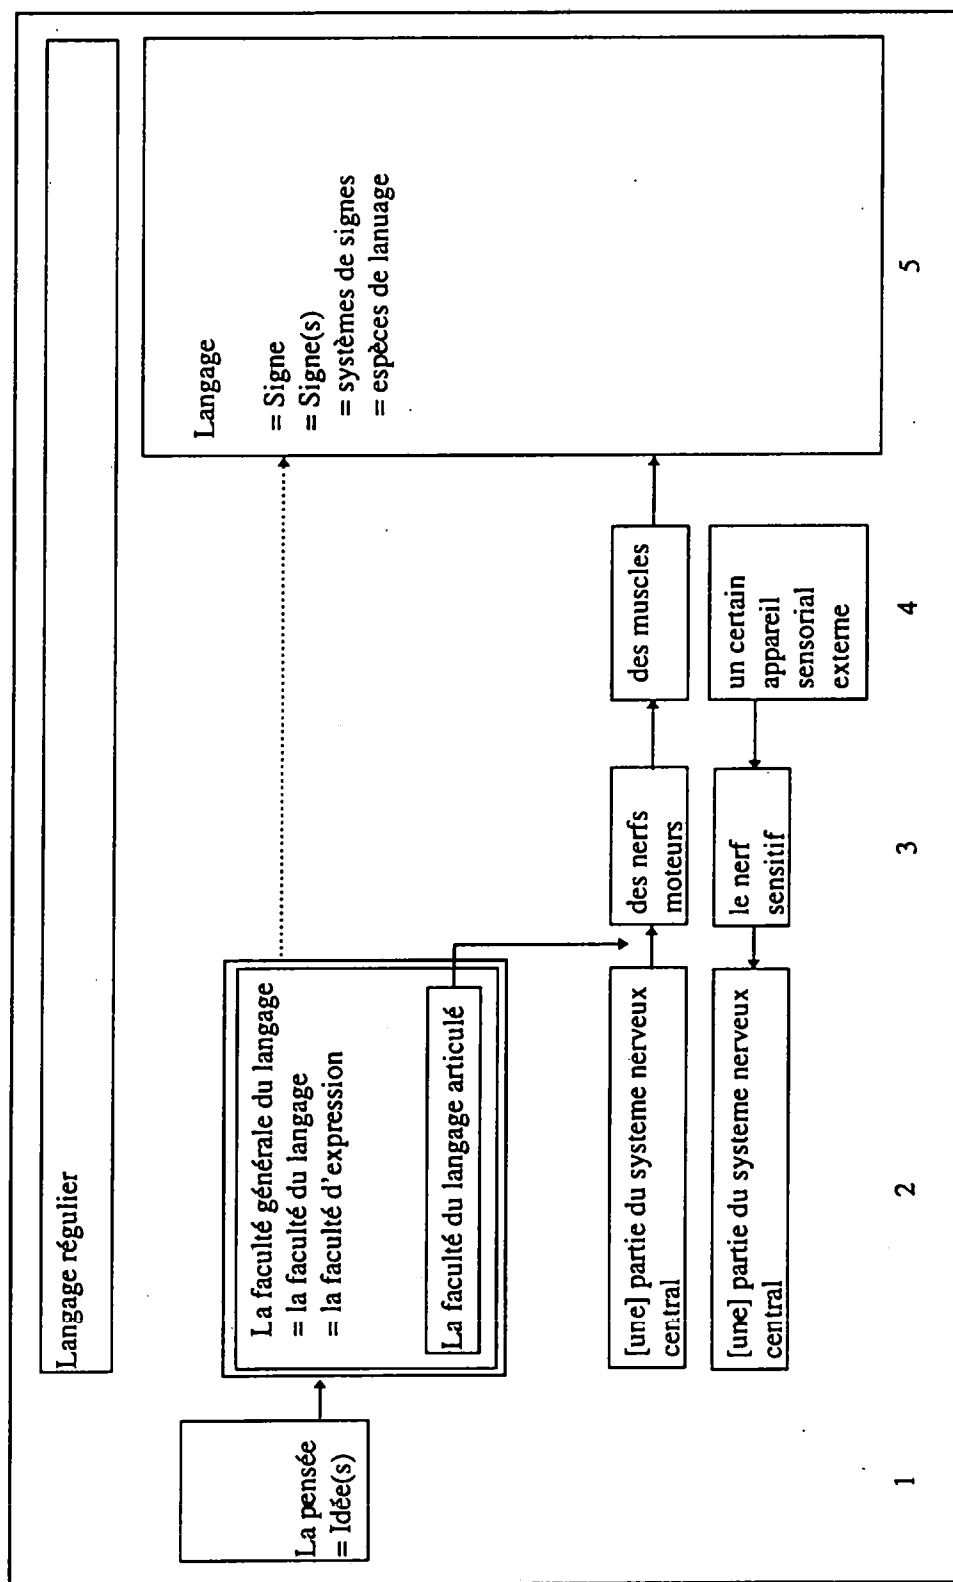 Langage régulier
La pensée
= Idée(s)
La faculté générale du langage
= la faculté du langage
= la faculté d'expression
La faculté du langage articulé
Langage
= Signe
= Signe(s)
= systèmes de signes
= espèces de lanuage
[une] partie du systeme nerveux
central
des nerfs
moteurs
des muscles
[une] partie du systeme nerveux
central
le nerf
sensitif
un certain
appareil
sensorial
externe
1
2
3
4
5